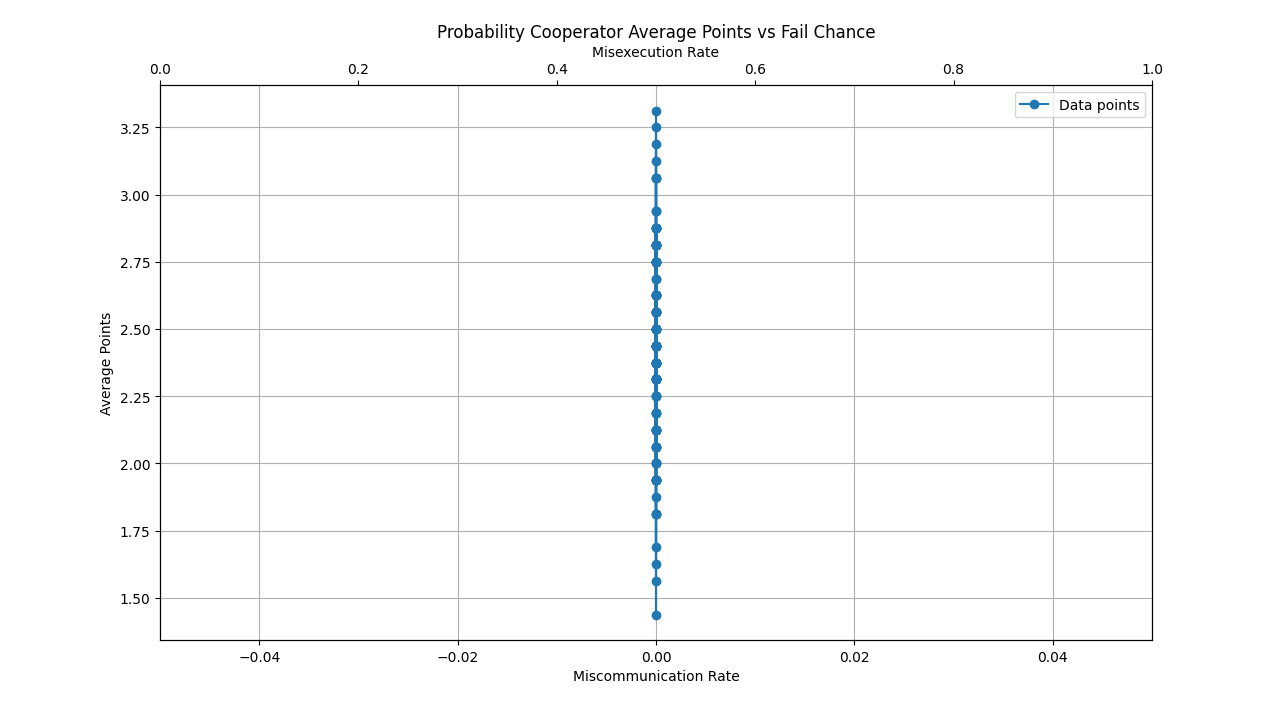 Probability Cooperator Average Points vs Fail Chance
Misexecution Rate
0.0 0.2 0.4 0.6 0.8 1.0
Data points
3.25
3.00
2.75
2.50
2.25
2.00
1.75
1.50
Average Points
−0.04 −0.02 0.00 0.02 0.04
Miscommunication Rate